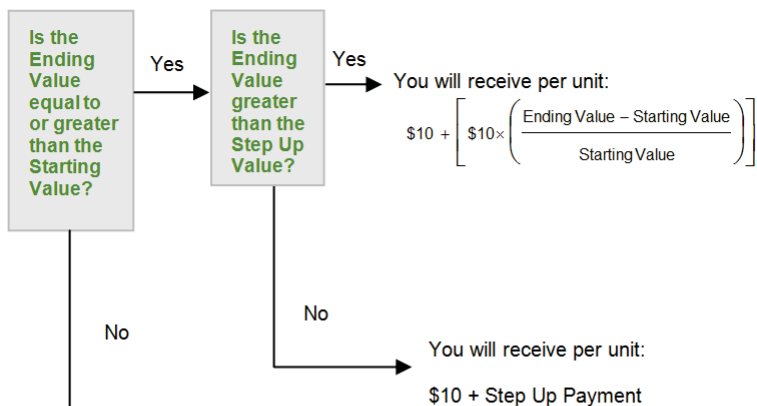 Is the
Ending
Value
equal to
or greater
than the
Starting
Value?
Yes
Is the
Ending
Value
greater
than the
Step Up
Value?
Yes
You will receive per unit:
$10 + [ $10× ( Ending Value – Starting Value
Starting Value ) ]
No
No
You will receive per unit:
$10 + Step Up Payment